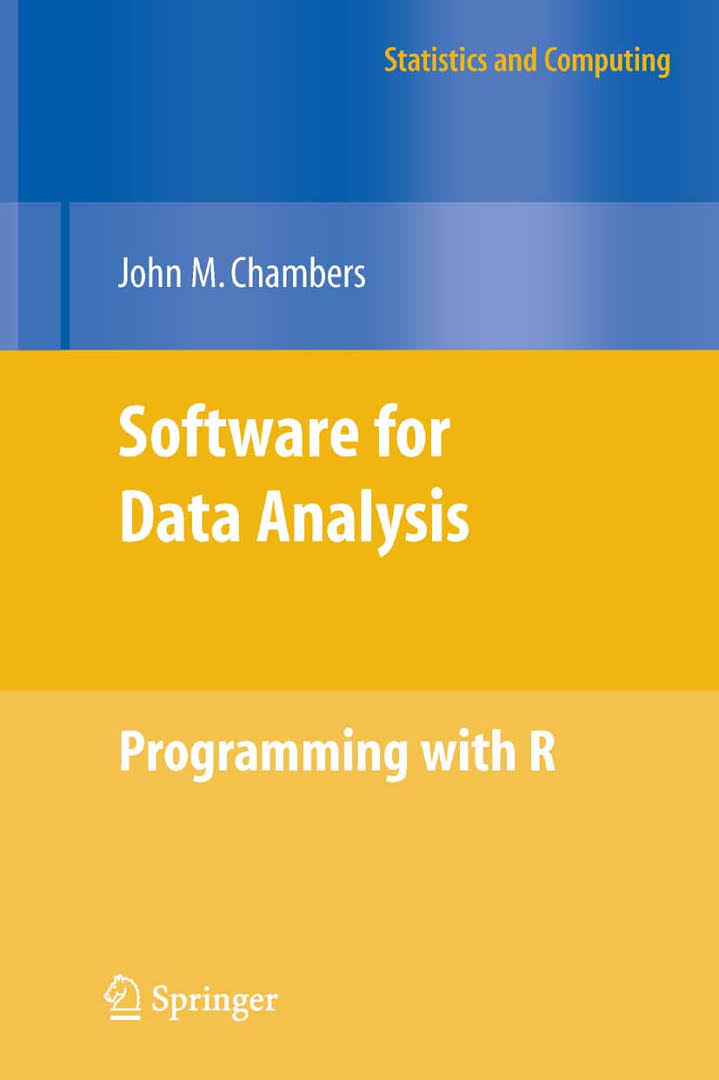 Statistics and Computing
John M. Chambers
Software for
Data Analysis
Programming with R
Springer